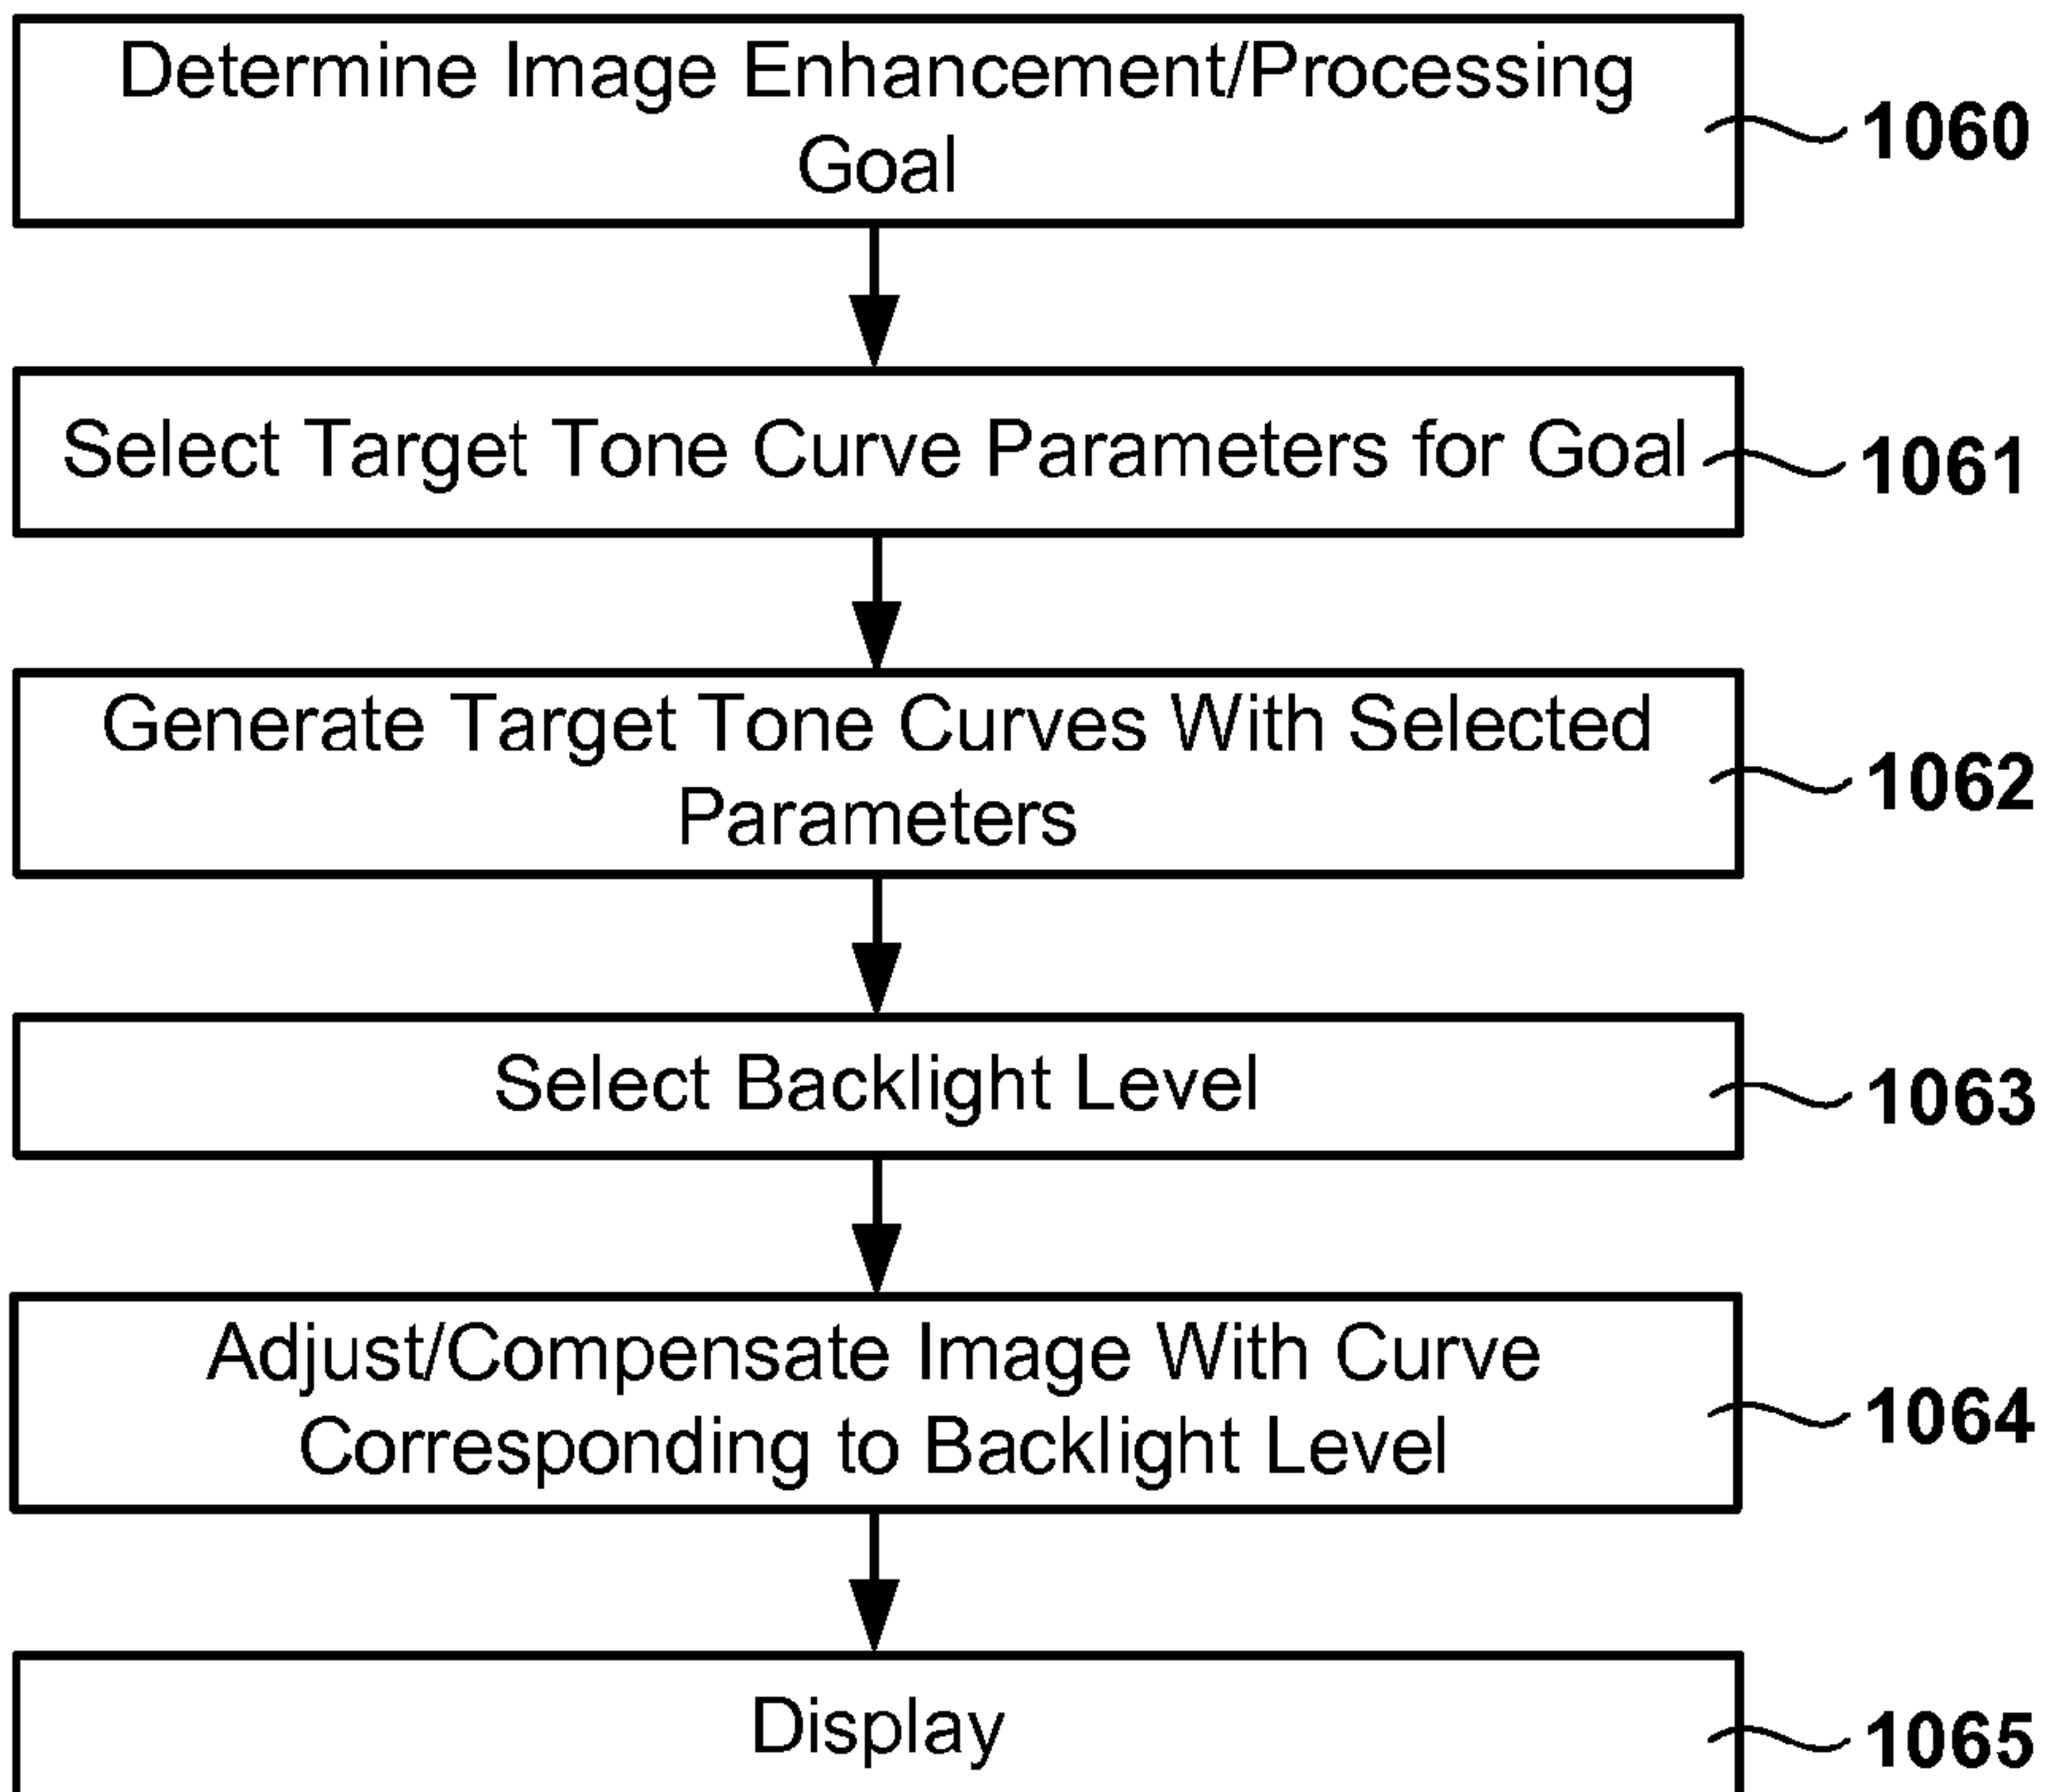 Determine Image Enhancement/Processing
Goal
1060
Select Target Tone Curve Parameters for Goal
1061
Generate Target Tone Curves With Selected
Parameters
1062
Select Backlight Level
1063
Adjust/Compensate Image With Curve
Corresponding to Backlight Level
1064
Display
1065